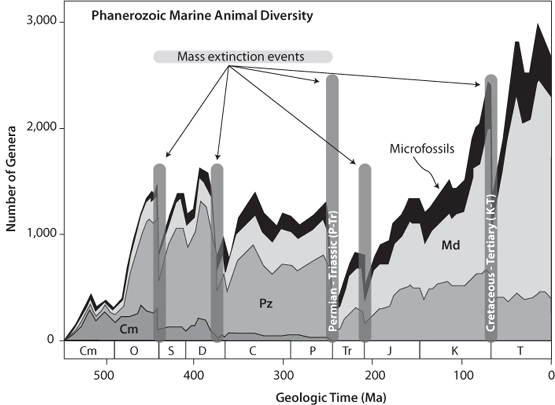 Phanerozoic Marine Animal Diversity
3,000
Mass extinction events
2,000
Microfossils
Number of Genera
1,000
Md
Permian - Triassic (P-Tr)
Cretaceous - Tertiary (K-T)
Pz
Cm
0
Cm O S D C P Tr J K T
500 400 300 200 100 0
Geologic Time (Ma)